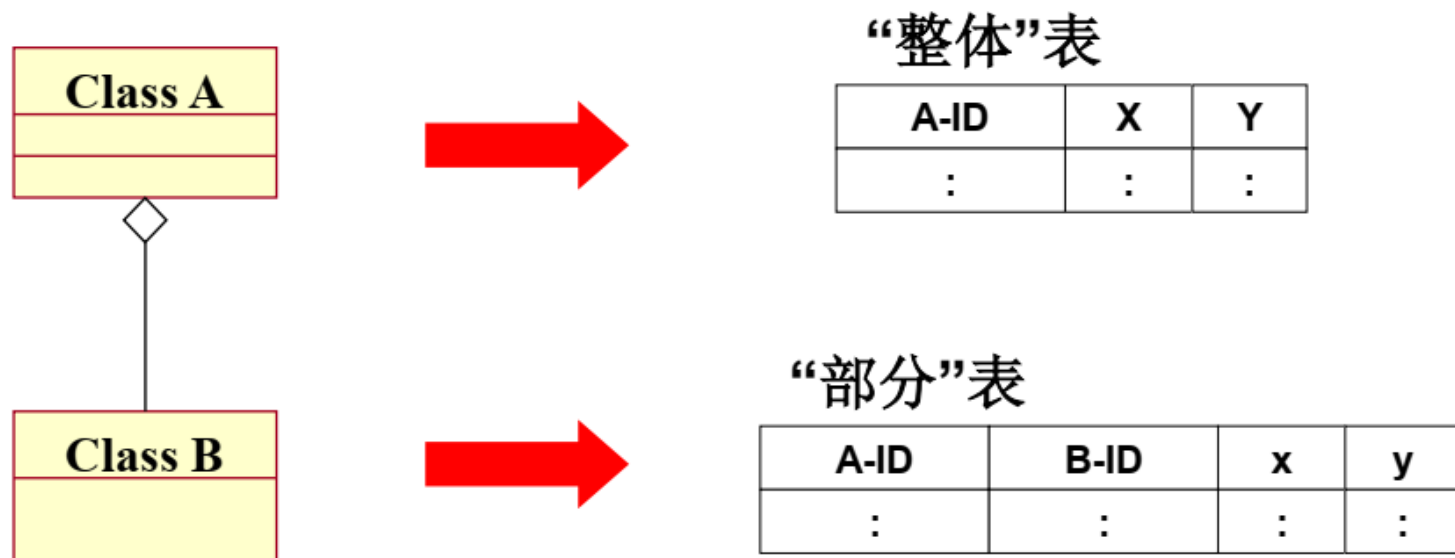 “整体”表
Class A
A-ID X Y
: : :
“部分”表
Class B
A-ID B-ID x y
: : : :